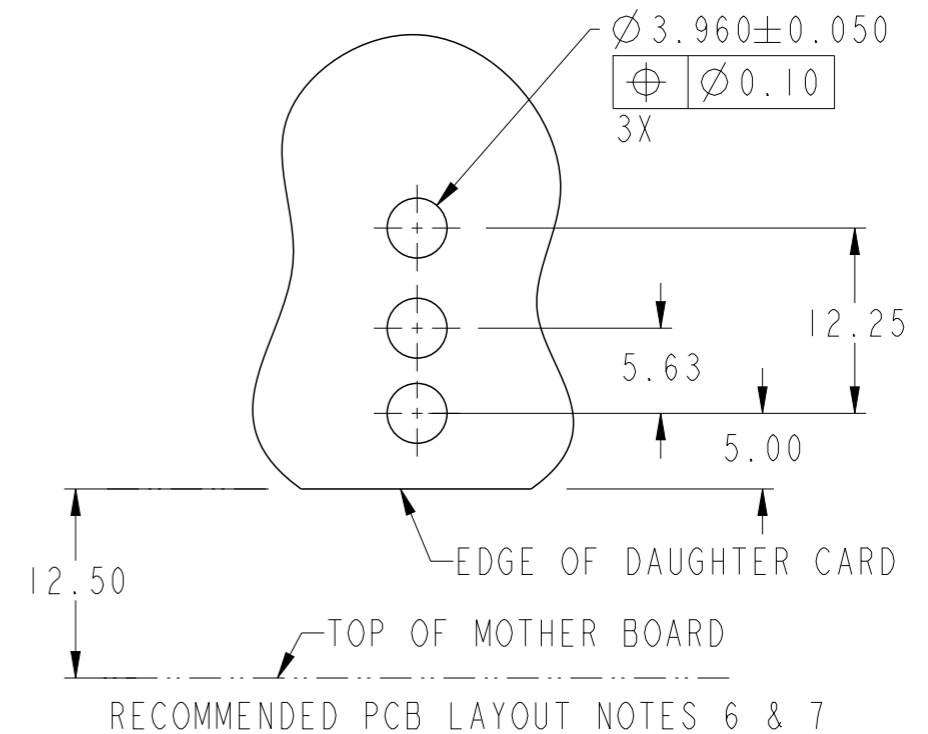 ∅3.960±0.050
⌖ ∅0.10
3X
12.25
5.63
5.00
EDGE OF DAUGHTER CARD
12.50
TOP OF MOTHER BOARD
RECOMMENDED PCB LAYOUT NOTES 6 & 7